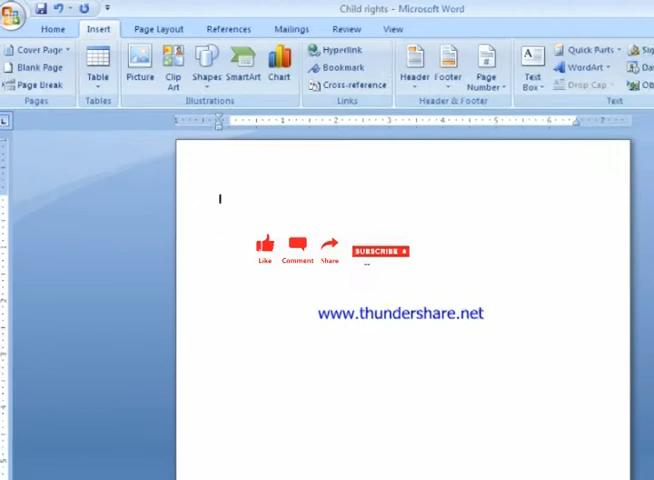 Child rights - Microsoft Word
Home Insert Page Layout References Mailings Review View
Cover Page
Blank Page
Page Break
Pages
Table
Tables
Picture
Clip Art
Shapes
SmartArt
Chart
Illustrations
Hyperlink
Bookmark
Cross-reference
Links
Header
Footer
Page Number
Header & Footer
Text Box
Quick Parts
WordArt
Drop Cap
Text
Like
Comment
Share
SUBSCRIBE
www.thundershare.net